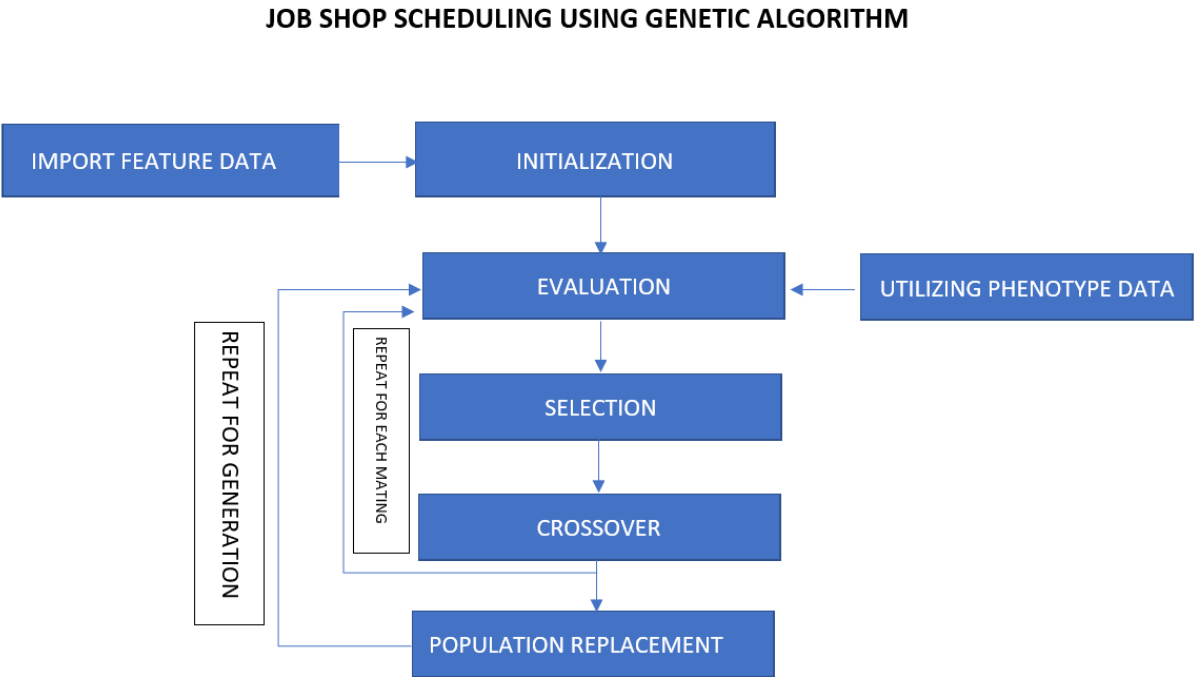 JOB SHOP SCHEDULING USING GENETIC ALGORITHM
IMPORT FEATURE DATA
INITIALIZATION
EVALUATION
UTILIZING PHENOTYPE DATA
REPEAT FOR GENERATION
REPEAT FOR EACH MATING
SELECTION
CROSSOVER
POPULATION REPLACEMENT